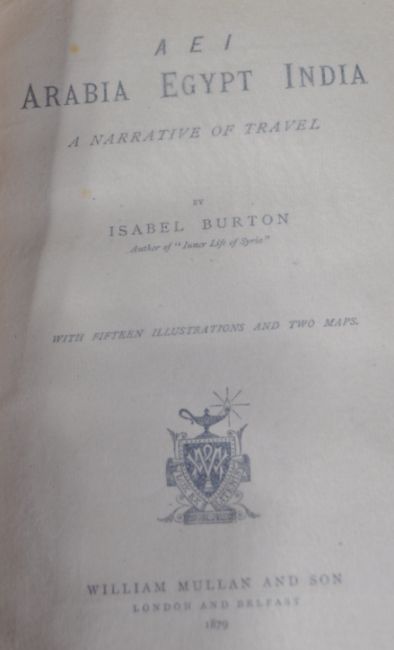 A E I
ARABIA EGYPT INDIA
A NARRATIVE OF TRAVEL
BY
ISABEL BURTON
Author of "Inner Life of Syria"
WITH FIFTEEN ILLUSTRATIONS AND TWO MAPS.
WILLIAM MULLAN AND SON
LONDON AND BELFAST
1879